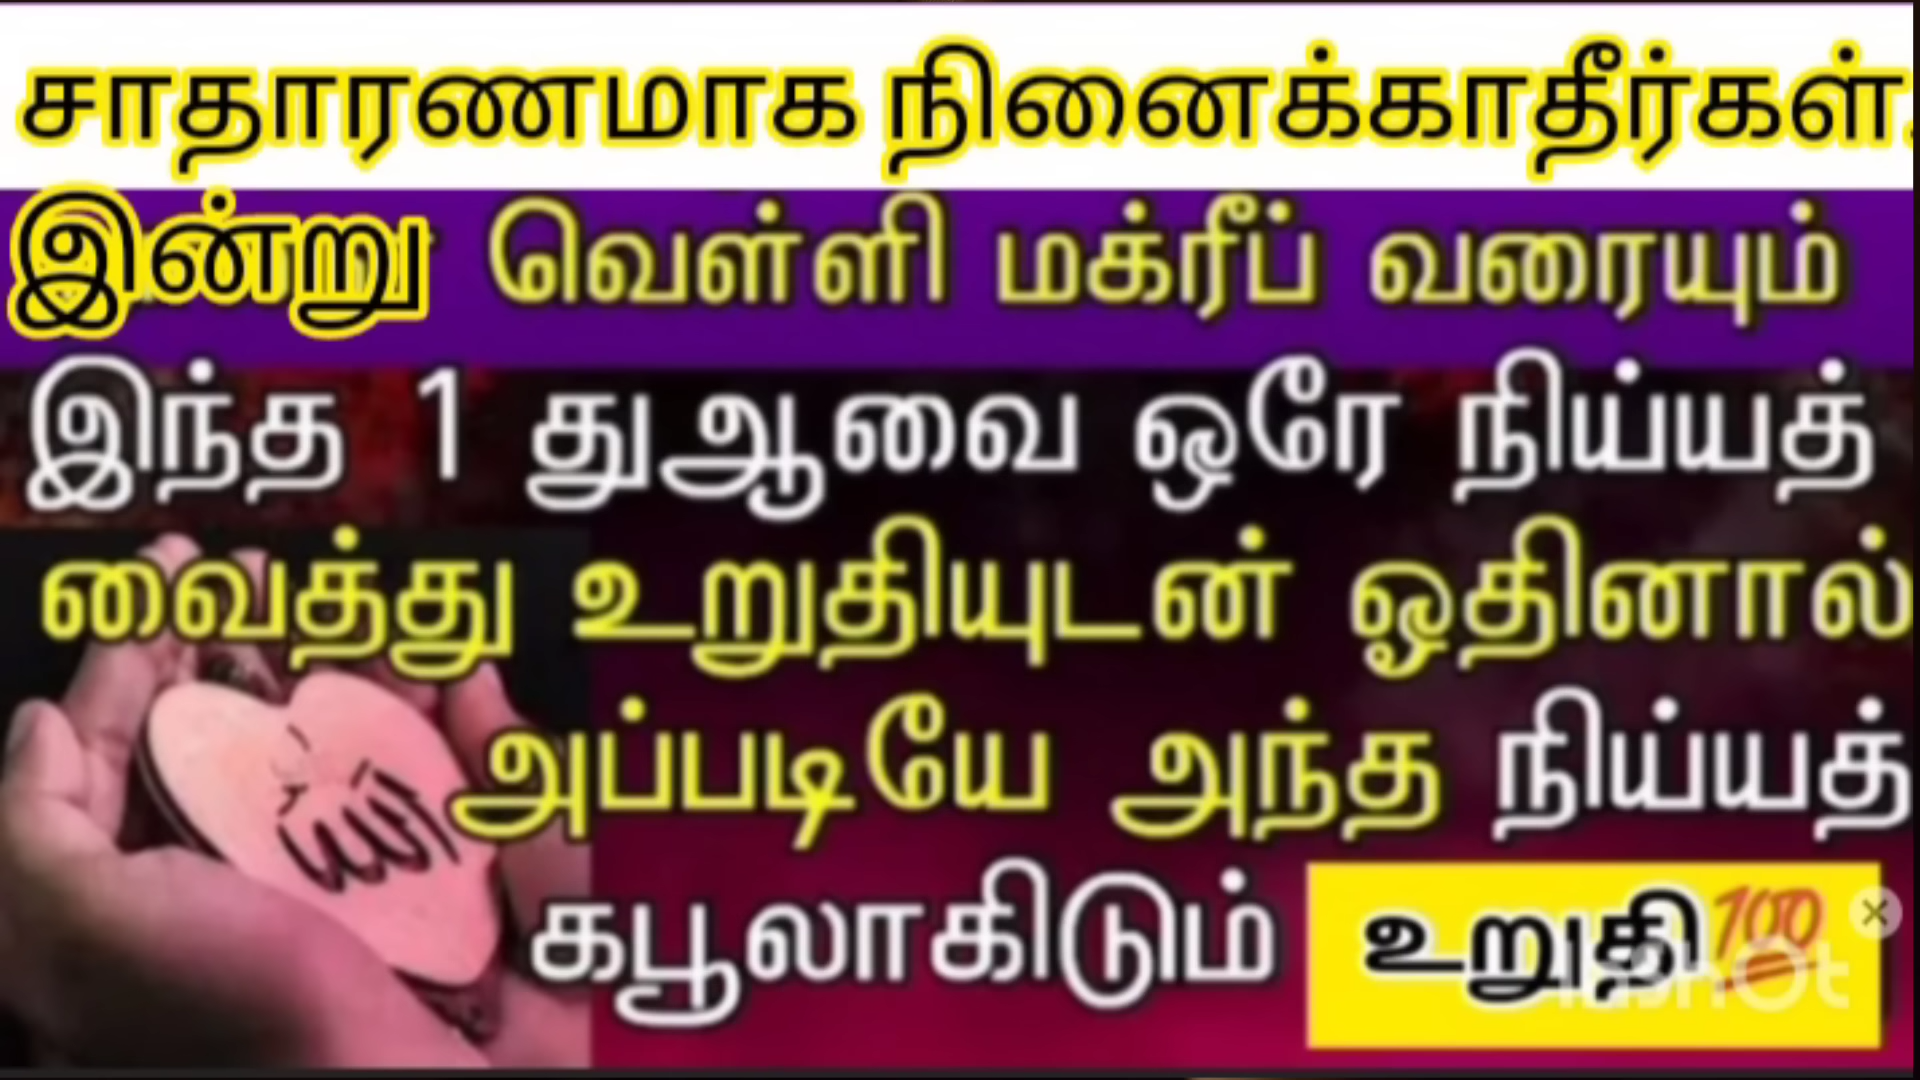 சாதாரணமாக நினைக்காதீர்கள்.
இன்று வெள்ளி மக்ரீப் வரையும்
இந்த 1 துஆவை ஒரே நிய்யத்
வைத்து உறுதியுடன் ஓதினால்
அப்படியே அந்த நிய்யத்
கபூலாகிடும் உறுதி💯
الله